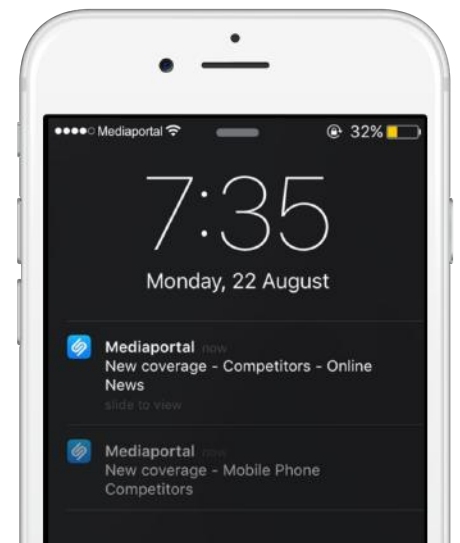 Mediaportal
32%
7:35
Monday, 22 August
Mediaportal now
New coverage - Competitors - Online
News
slide to view
Mediaportal now
New coverage - Mobile Phone
Competitors